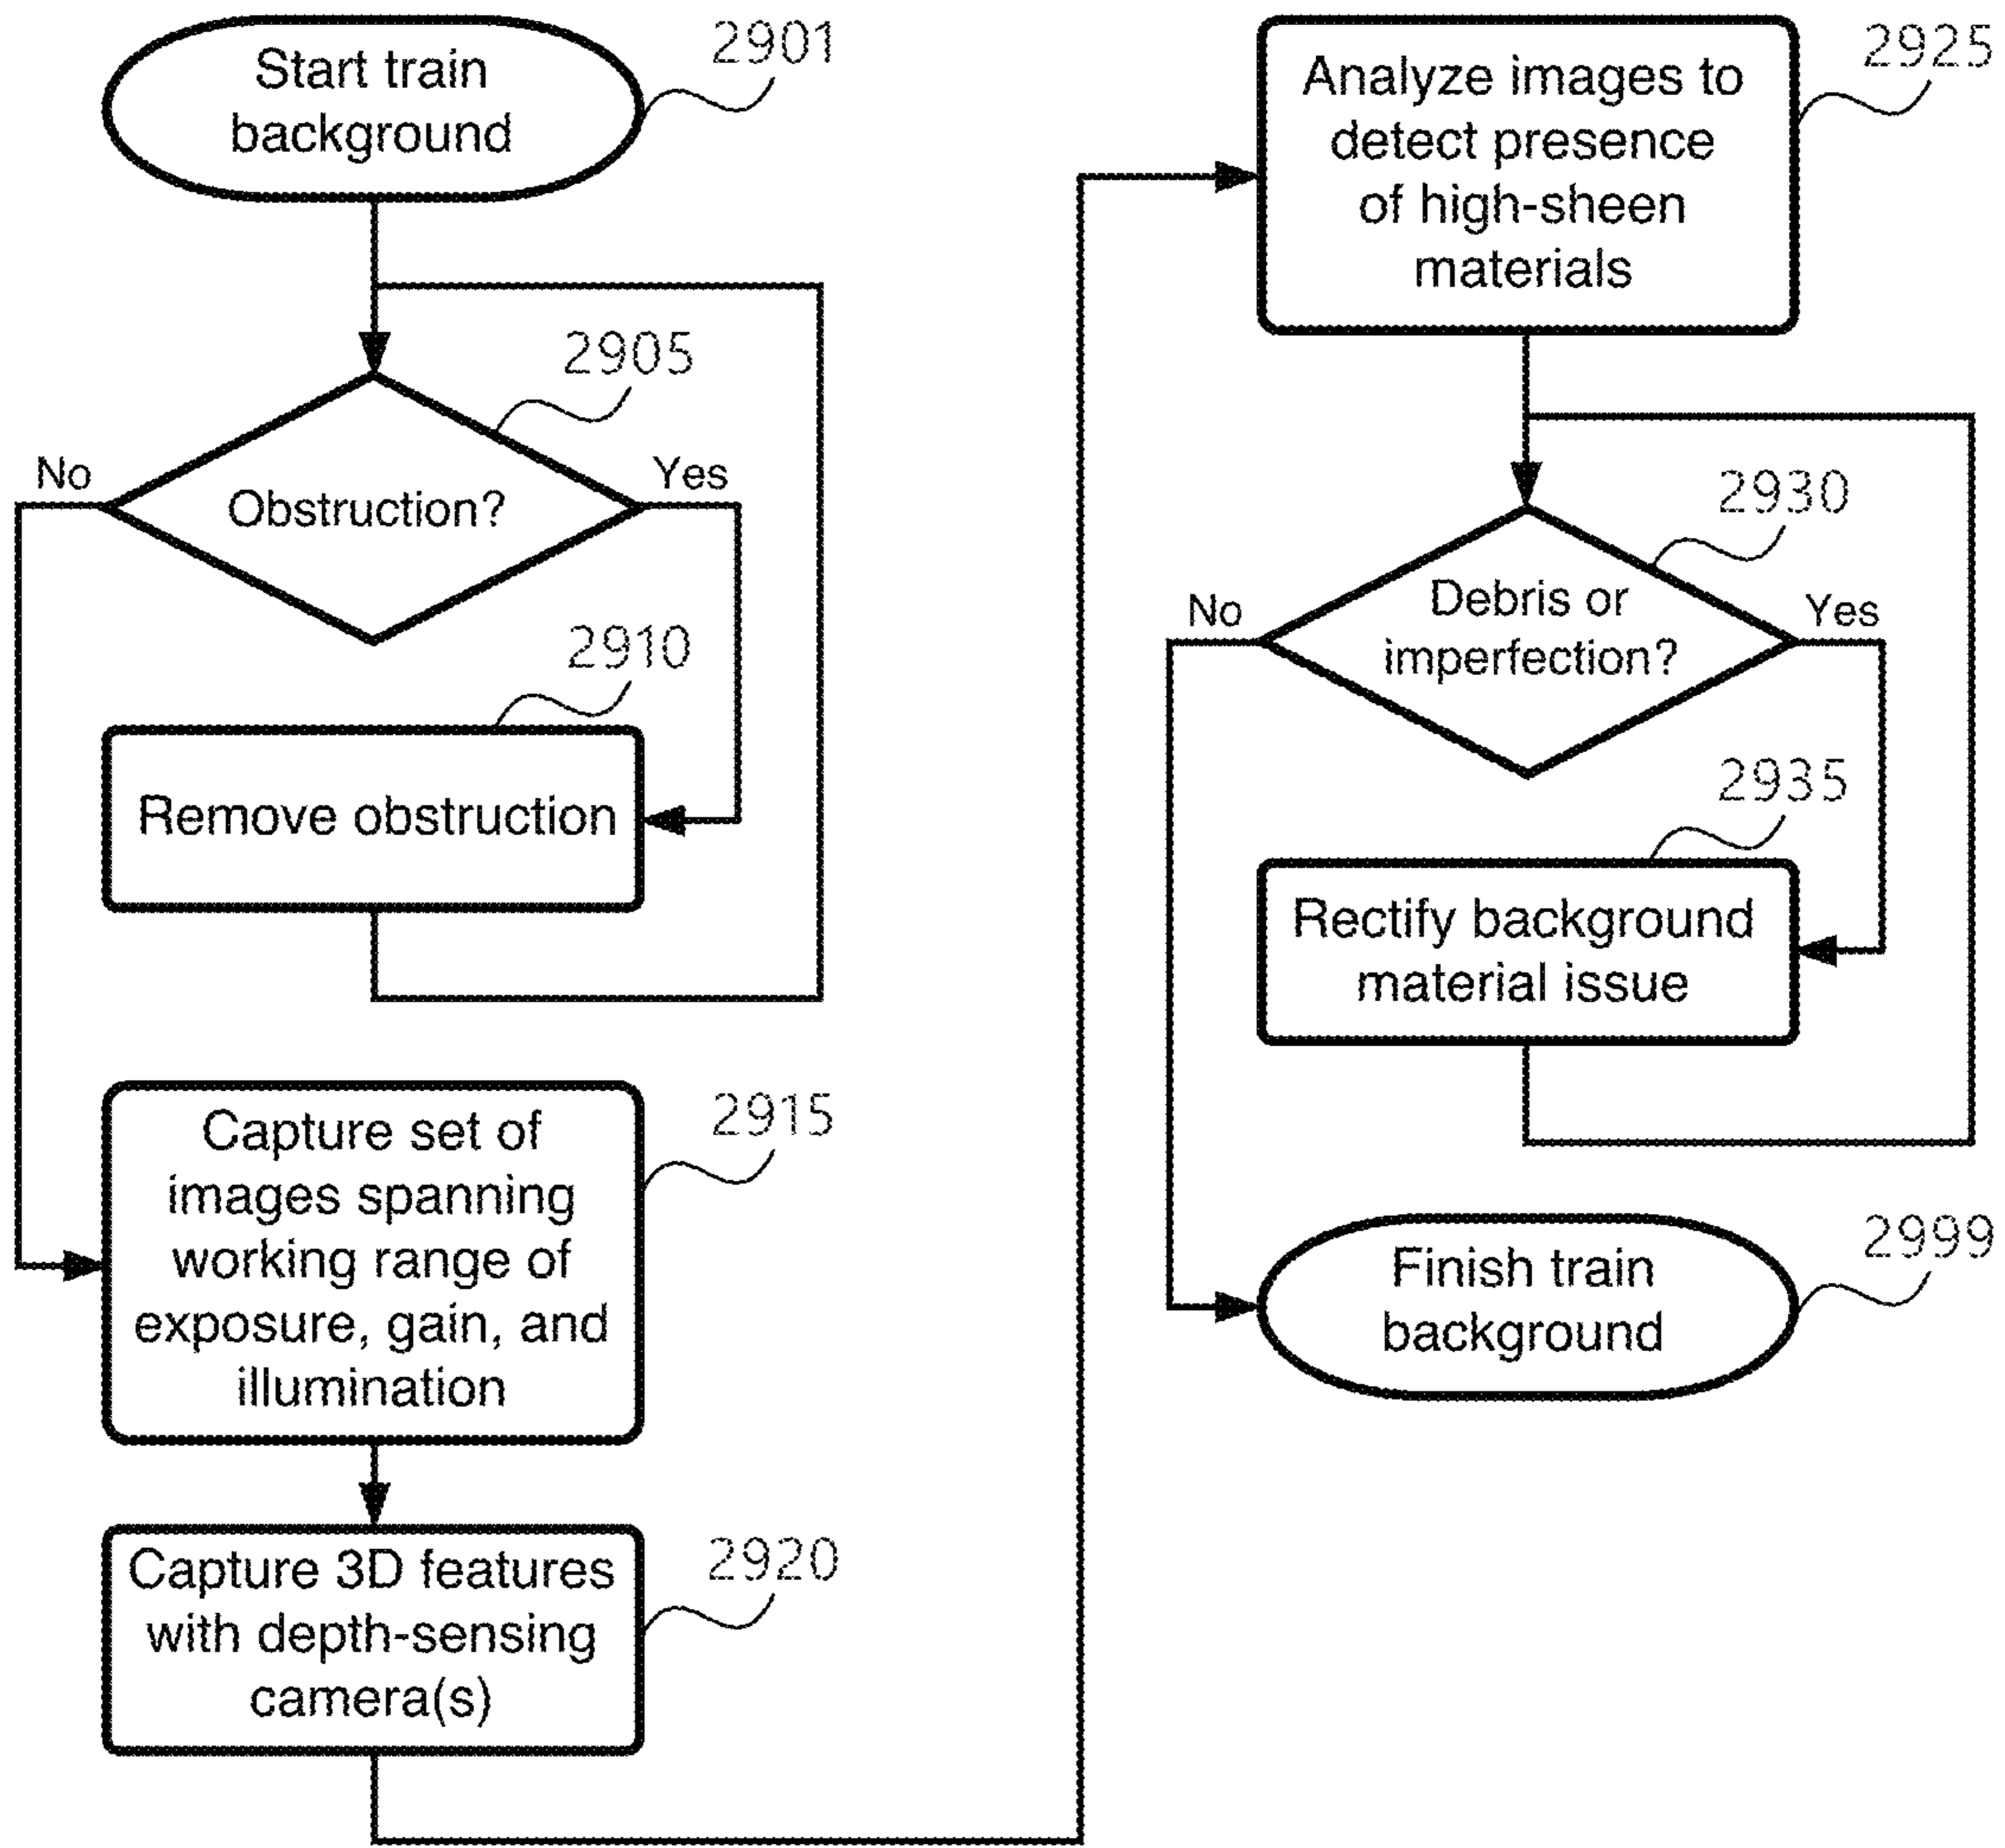 Start train
background
2901
2905
No
Yes
Obstruction?
2910
Remove obstruction
Capture set of
images spanning
working range of
exposure, gain, and
illumination
2915
Capture 3D features
with depth-sensing
camera(s)
2920
Analyze images to
detect presence
of high-sheen
materials
2925
2930
No
Yes
Debris or
imperfection?
2935
Rectify background
material issue
Finish train
background
2999